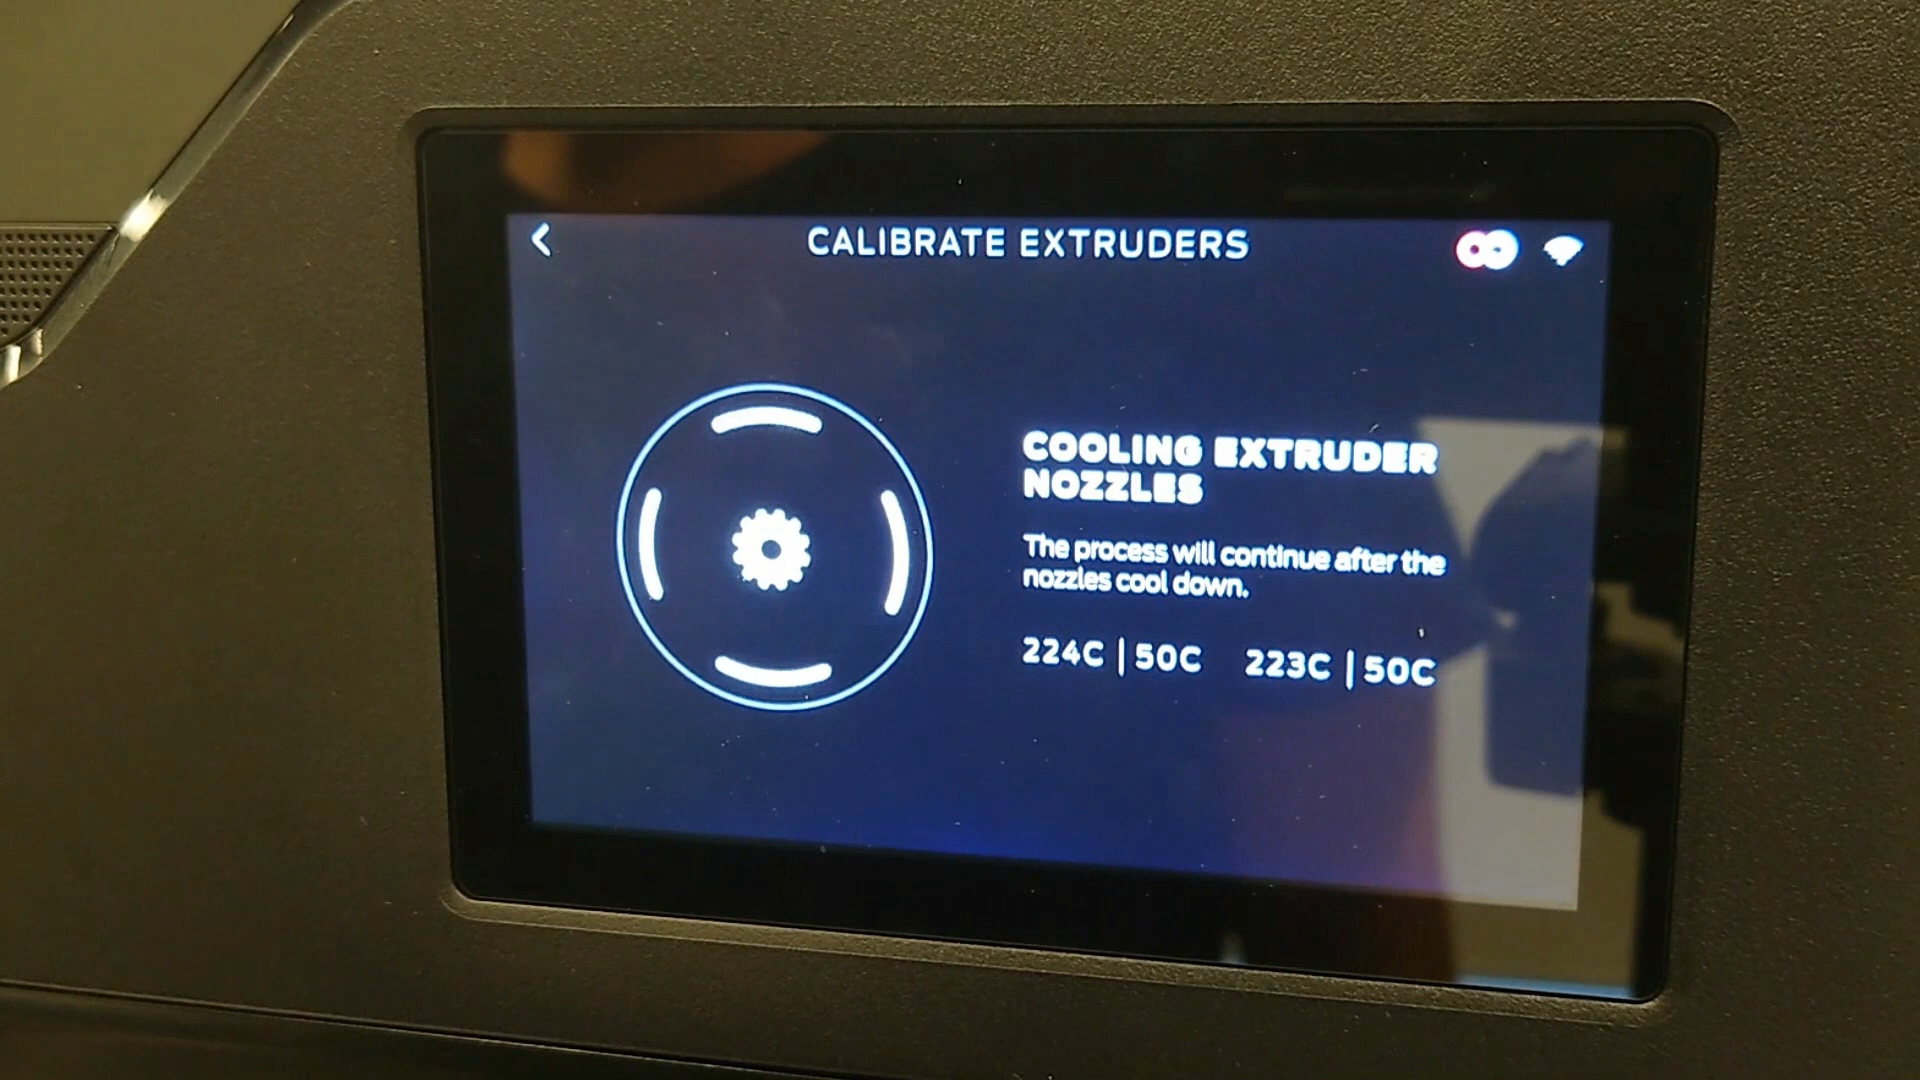 CALIBRATE EXTRUDERS
COOLING EXTRUDER
NOZZLES
The process will continue after the
nozzles cool down.
224C | 50C 223C | 50C